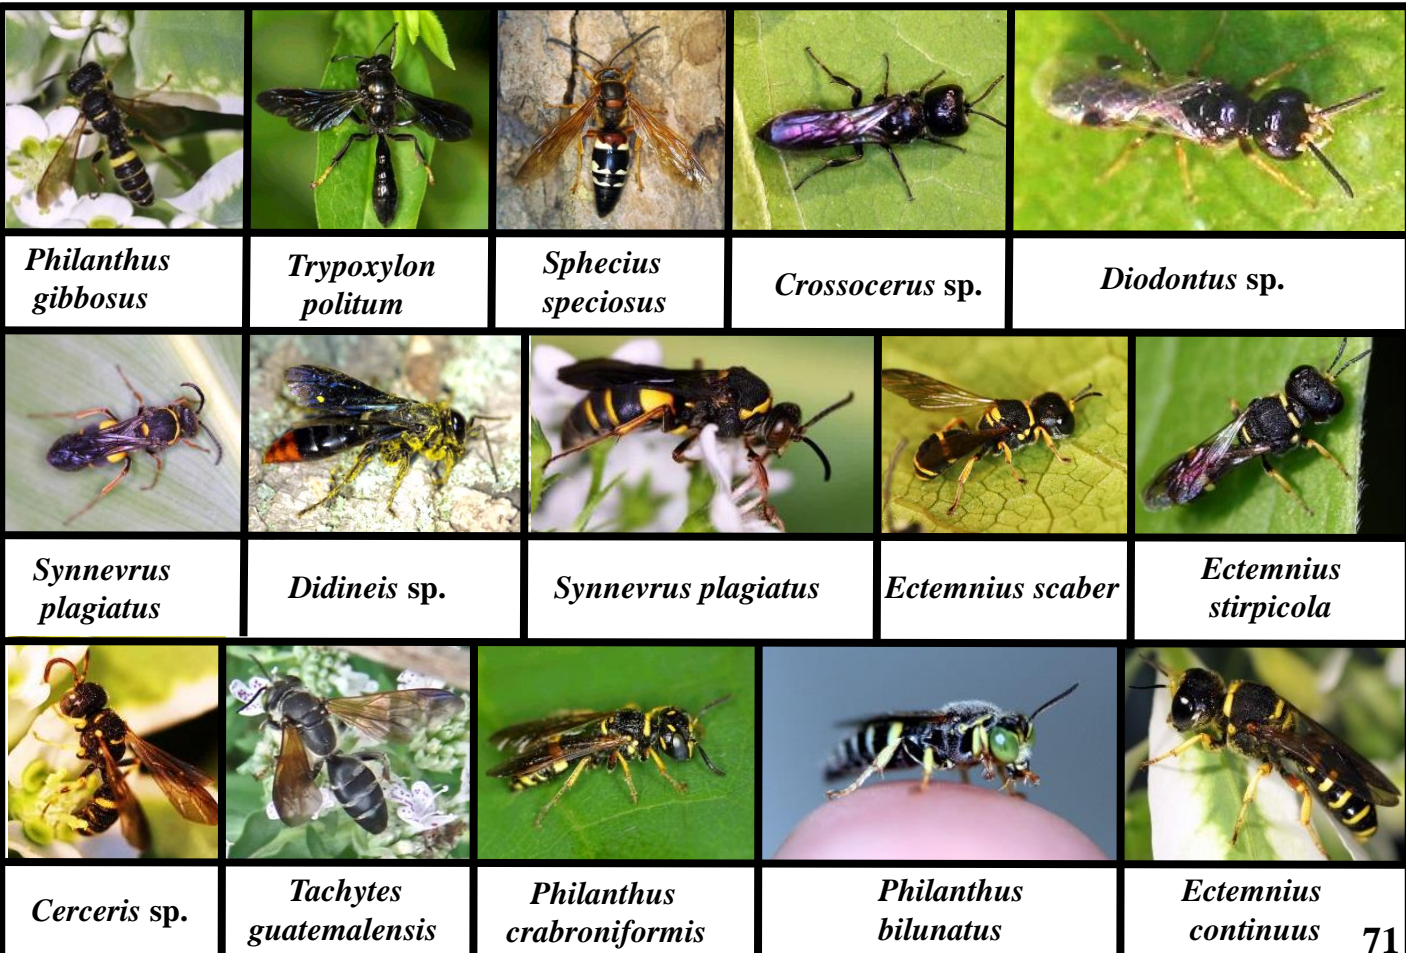 Philanthus
gibbosus
Trypoxylon
politum
Sphecius
speciosus
Crossocerus sp.
Diodontus sp.
Synnevrus
plagiatus
Didineis sp.
Synnevrus plagiatus
Ectemnius scaber
Ectemnius
stirpicola
Cerceris sp.
Tachytes
guatemalensis
Philanthus
crabroniformis
Philanthus
bilunatus
Ectemnius
continuus
71